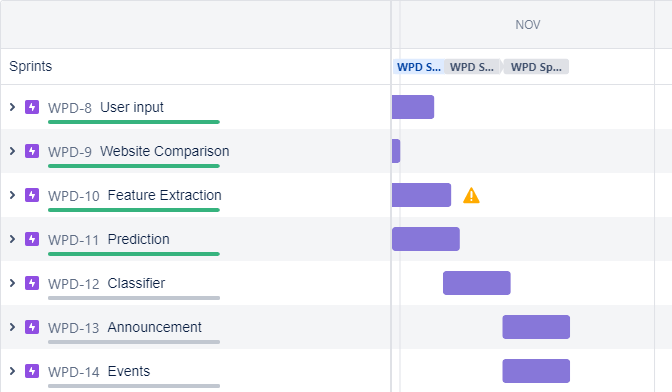 NOV
Sprints
WPD S... WPD S... WPD Sp...
WPD-8 User input
WPD-9 Website Comparison
WPD-10 Feature Extraction
WPD-11 Prediction
WPD-12 Classifier
WPD-13 Announcement
WPD-14 Events